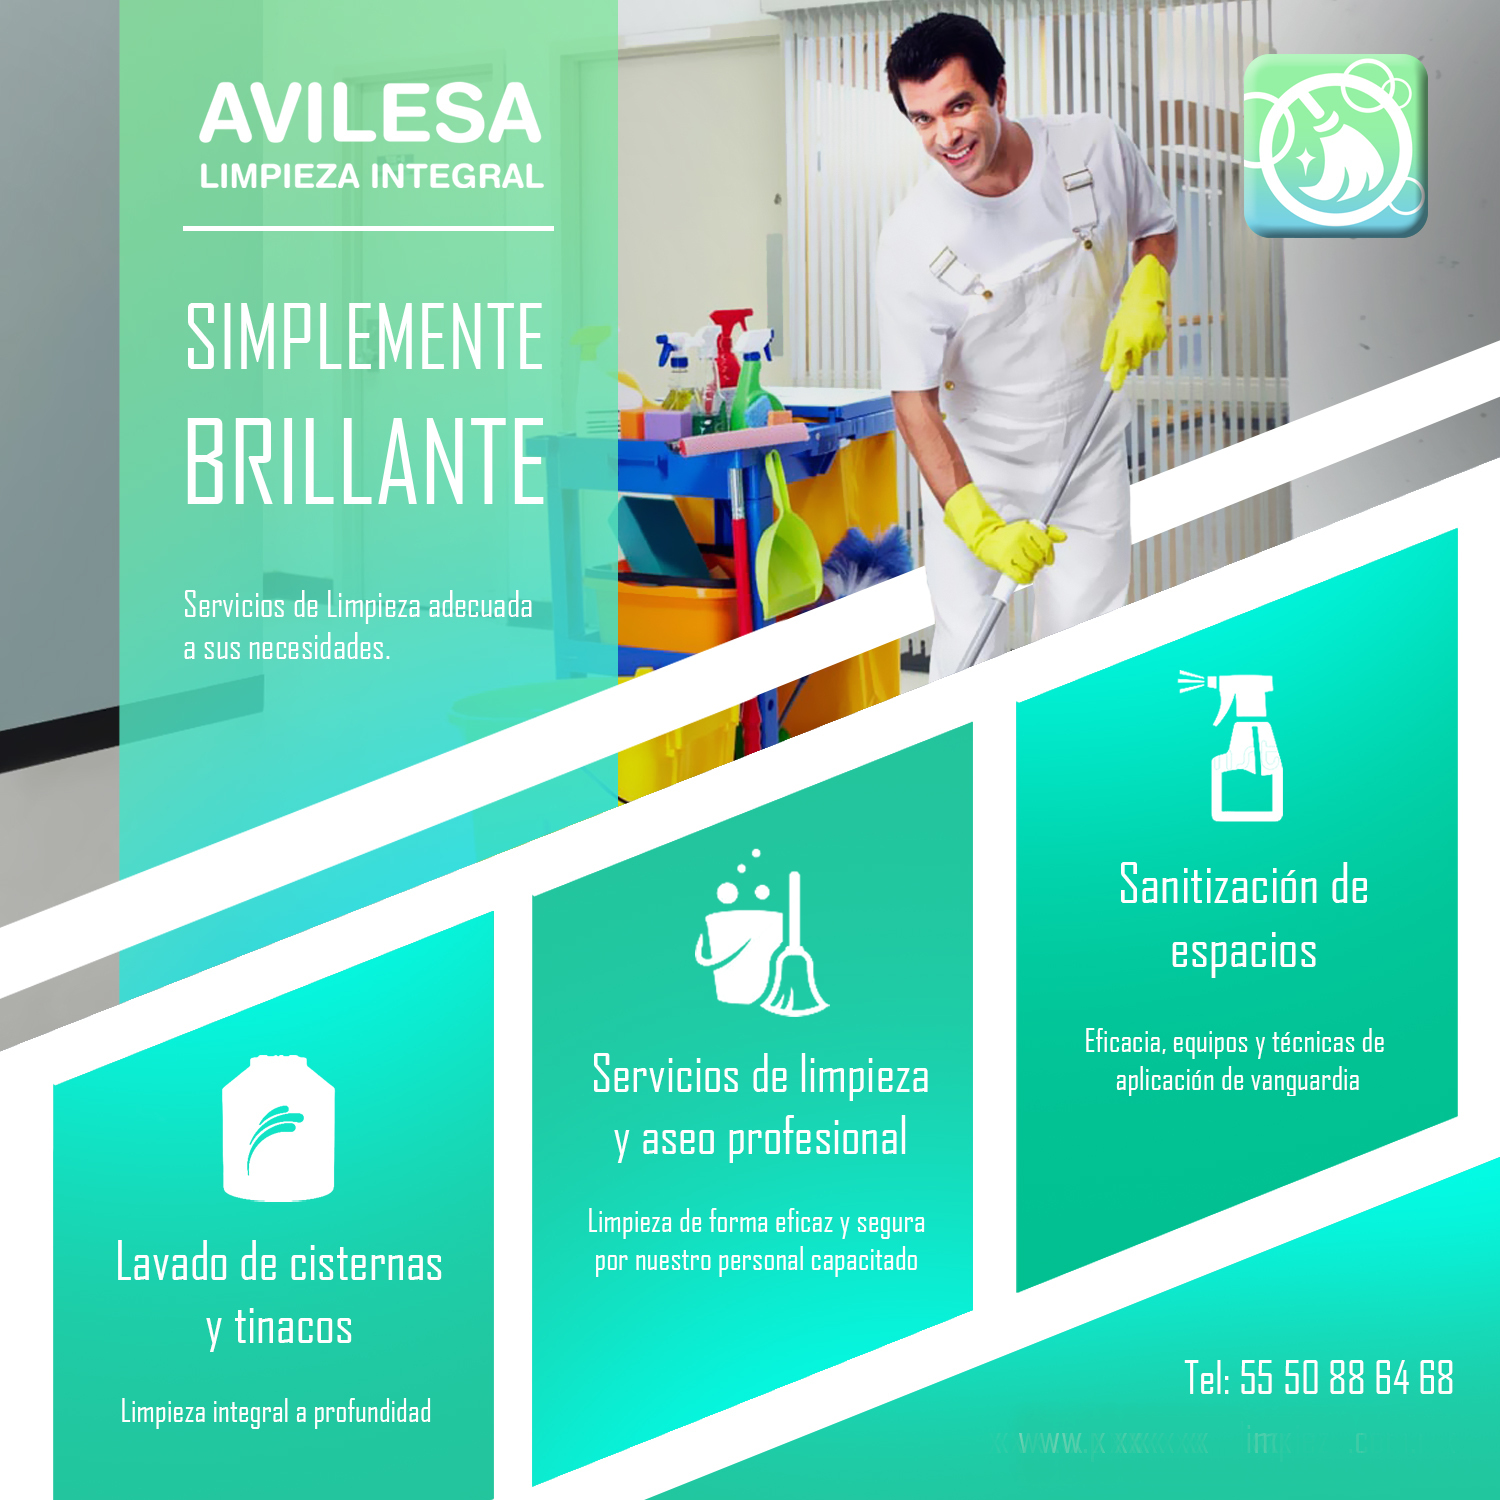 AVILESA
LIMPIEZA INTEGRAL
SIMPLEMENTE
BRILLANTE
Servicios de Limpieza adecuada
a sus necesidades.
Sanitización de
espacios
Eficacia, equipos y técnicas de
aplicación de vanguardia
Servicios de limpieza
y aseo profesional
Limpieza de forma eficaz y segura
por nuestro personal capacitado
Lavado de cisternas
y tinacos
Limpieza integral a profundidad
Tel: 55 50 88 64 68